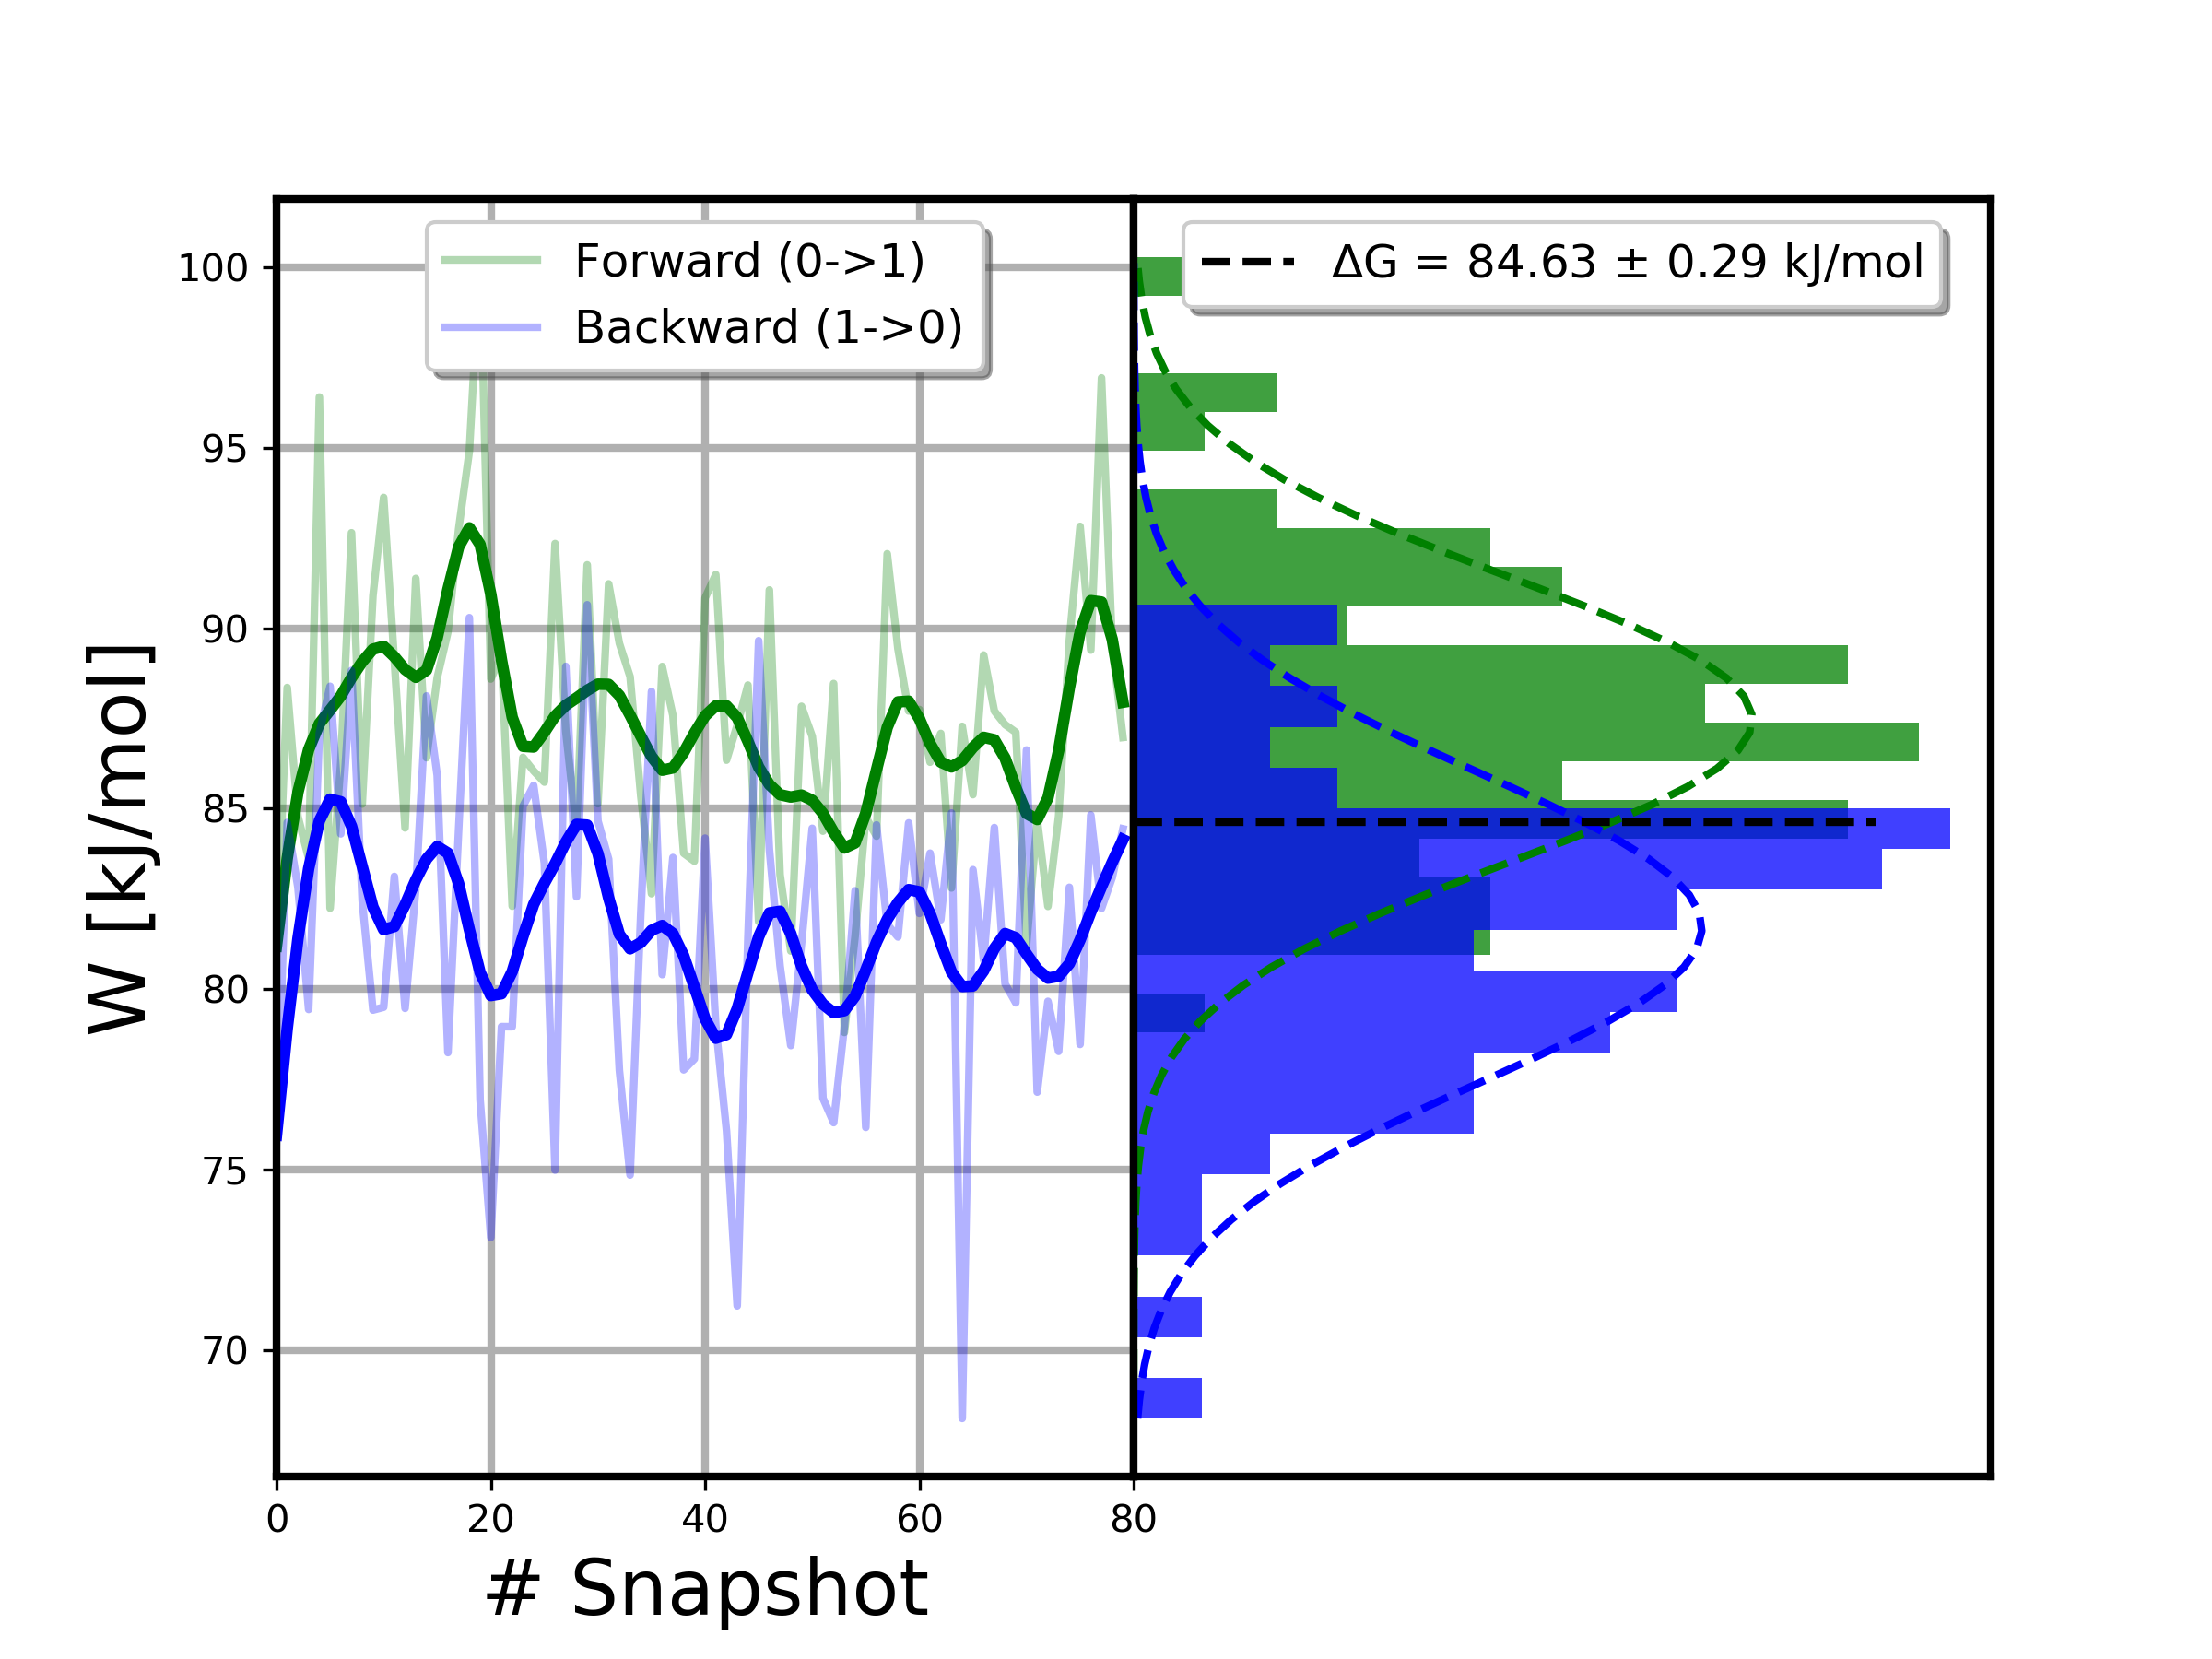 Forward (0->1)
Backward (1->0)
ΔG = 84.63 ± 0.29 kJ/mol
W [kJ/mol]
100
95
90
85
80
75
70
0
20
40
60
80
# Snapshot